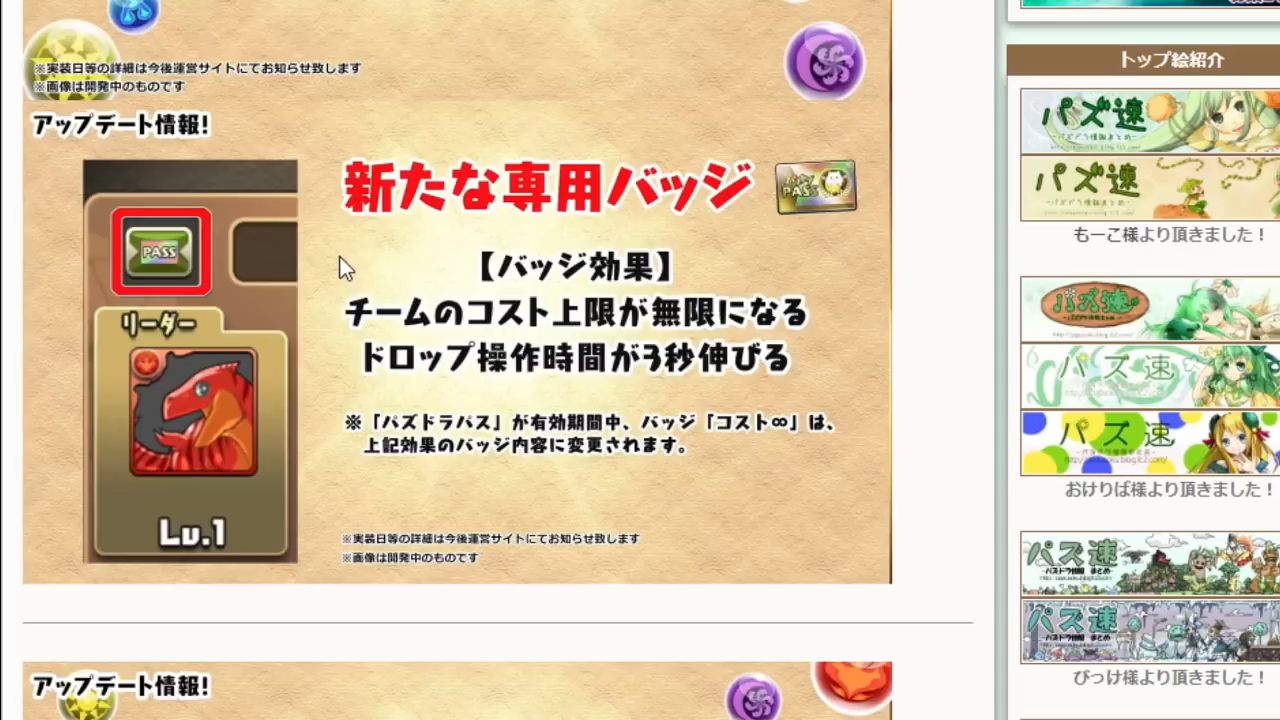 ※実装日等の詳細は今後運営サイトにてお知らせ致します
※画像は開発中のものです
アップデート情報!
新たな専用バッジ
PASS
PASS
【バッジ効果】
チームのコスト上限が無限になる
ドロップ操作時間が3秒伸びる
リーダー
※「パズドラパス」が有効期間中、バッジ「コスト∞」は、
上記効果のバッジ内容に変更されます。
Lv.1
※実装日等の詳細は今後運営サイトにてお知らせ致します
※画像は開発中のものです
アップデート情報!
トップ絵紹介
パズ速
パズ速
もーこ様より頂きました！
パズ速
パズ速
パズ速
おけりぱ様より頂きました！
パズ速
パズ速
びっけ様より頂きました！